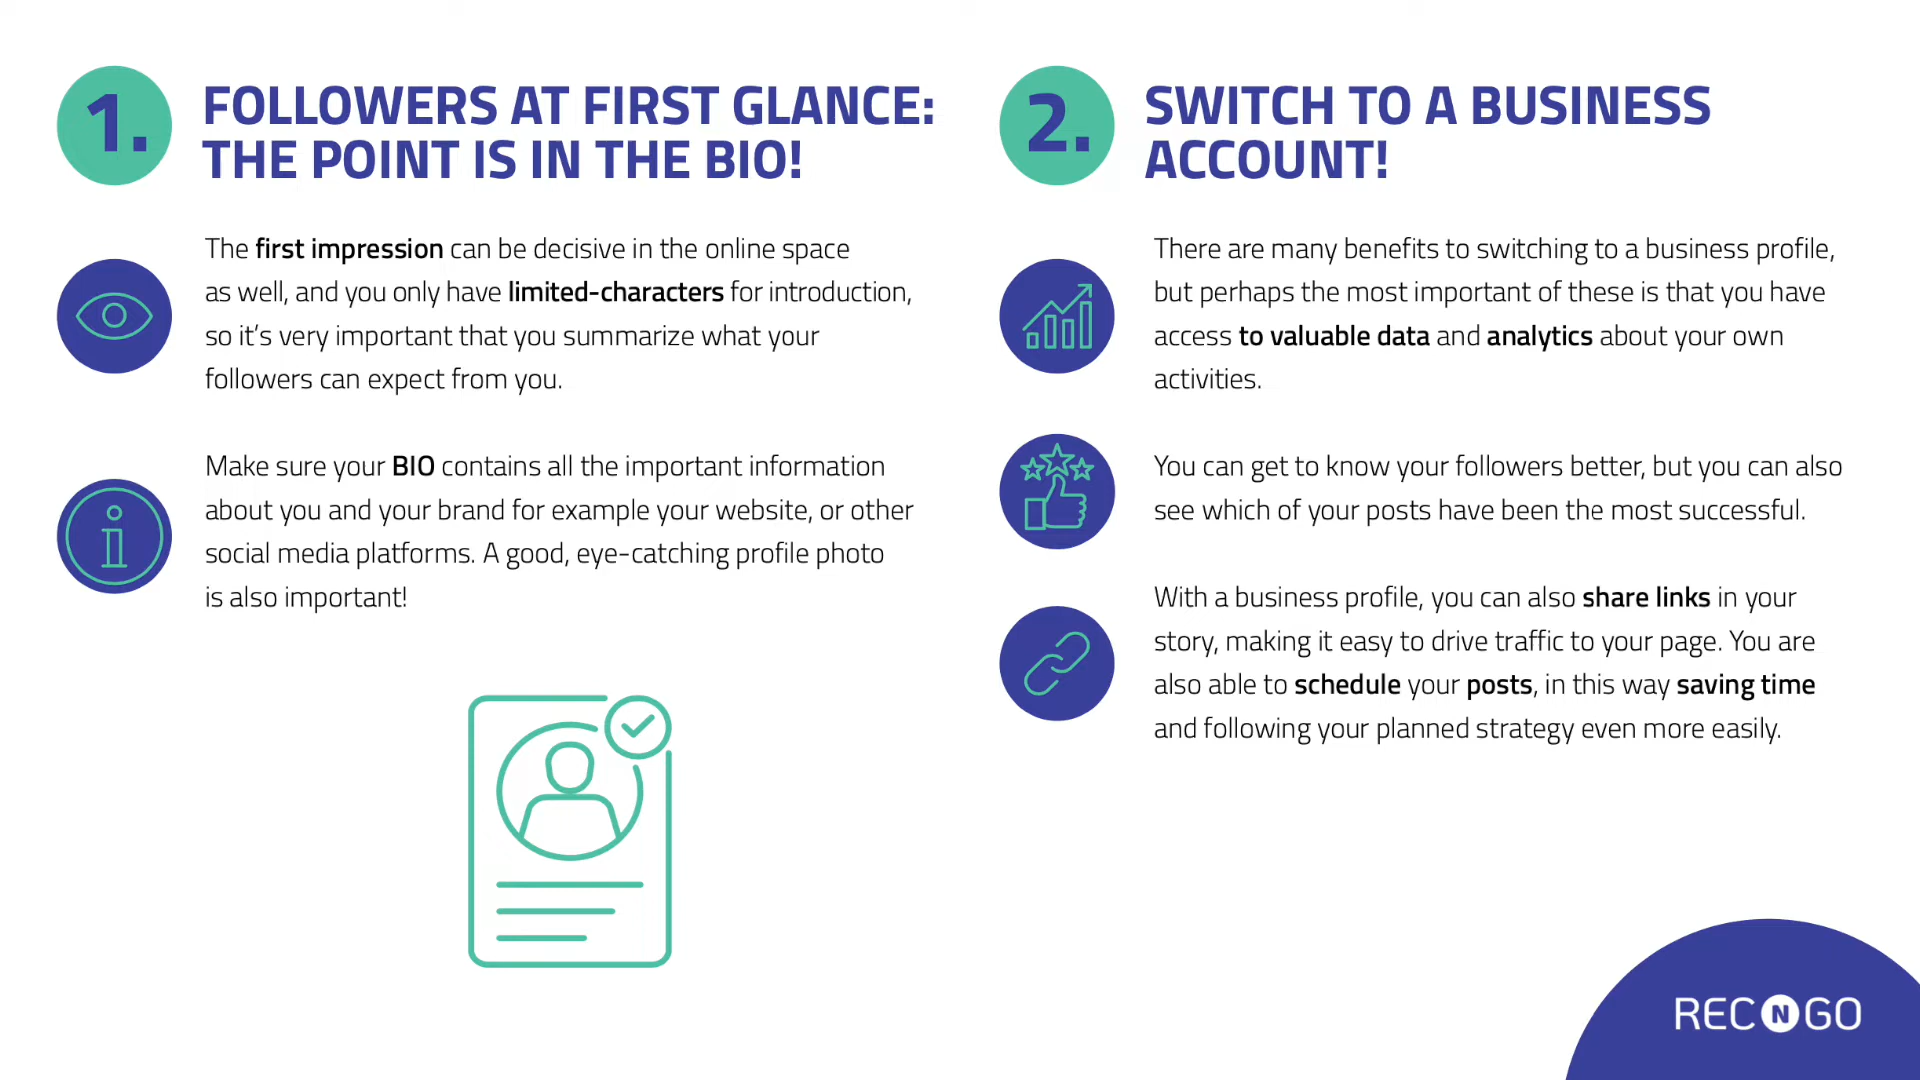 1.
FOLLOWERS AT FIRST GLANCE:
THE POINT IS IN THE BIO!
The first impression can be decisive in the online space
as well, and you only have limited-characters for introduction,
so it's very important that you summarize what your
followers can expect from you.
Make sure your BIO contains all the important information
about you and your brand for example your website, or other
social media platforms. A good, eye-catching profile photo
is also important!
2.
SWITCH TO A BUSINESS
ACCOUNT!
There are many benefits to switching to a business profile,
but perhaps the most important of these is that you have
access to valuable data and analytics about your own
activities.
You can get to know your followers better, but you can also
see which of your posts have been the most successful.
With a business profile, you can also share links in your
story, making it easy to drive traffic to your page. You are
also able to schedule your posts, in this way saving time
and following your planned strategy even more easily.
REC N GO